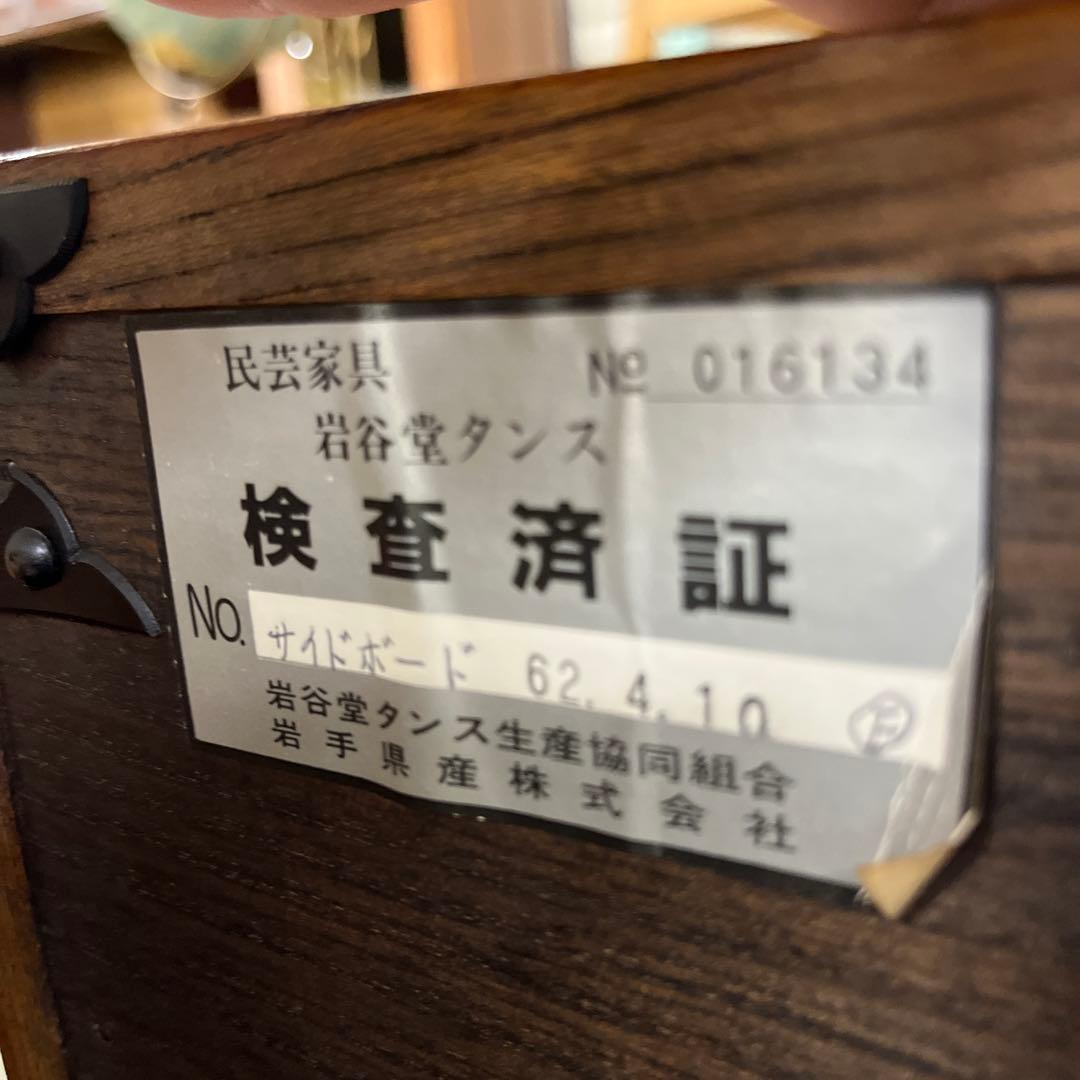 民芸家具 № 016134
岩谷堂タンス
検査済証
No. サイドボード 62.4.10
岩谷堂タンス生産協同組合
岩手県産株式会社